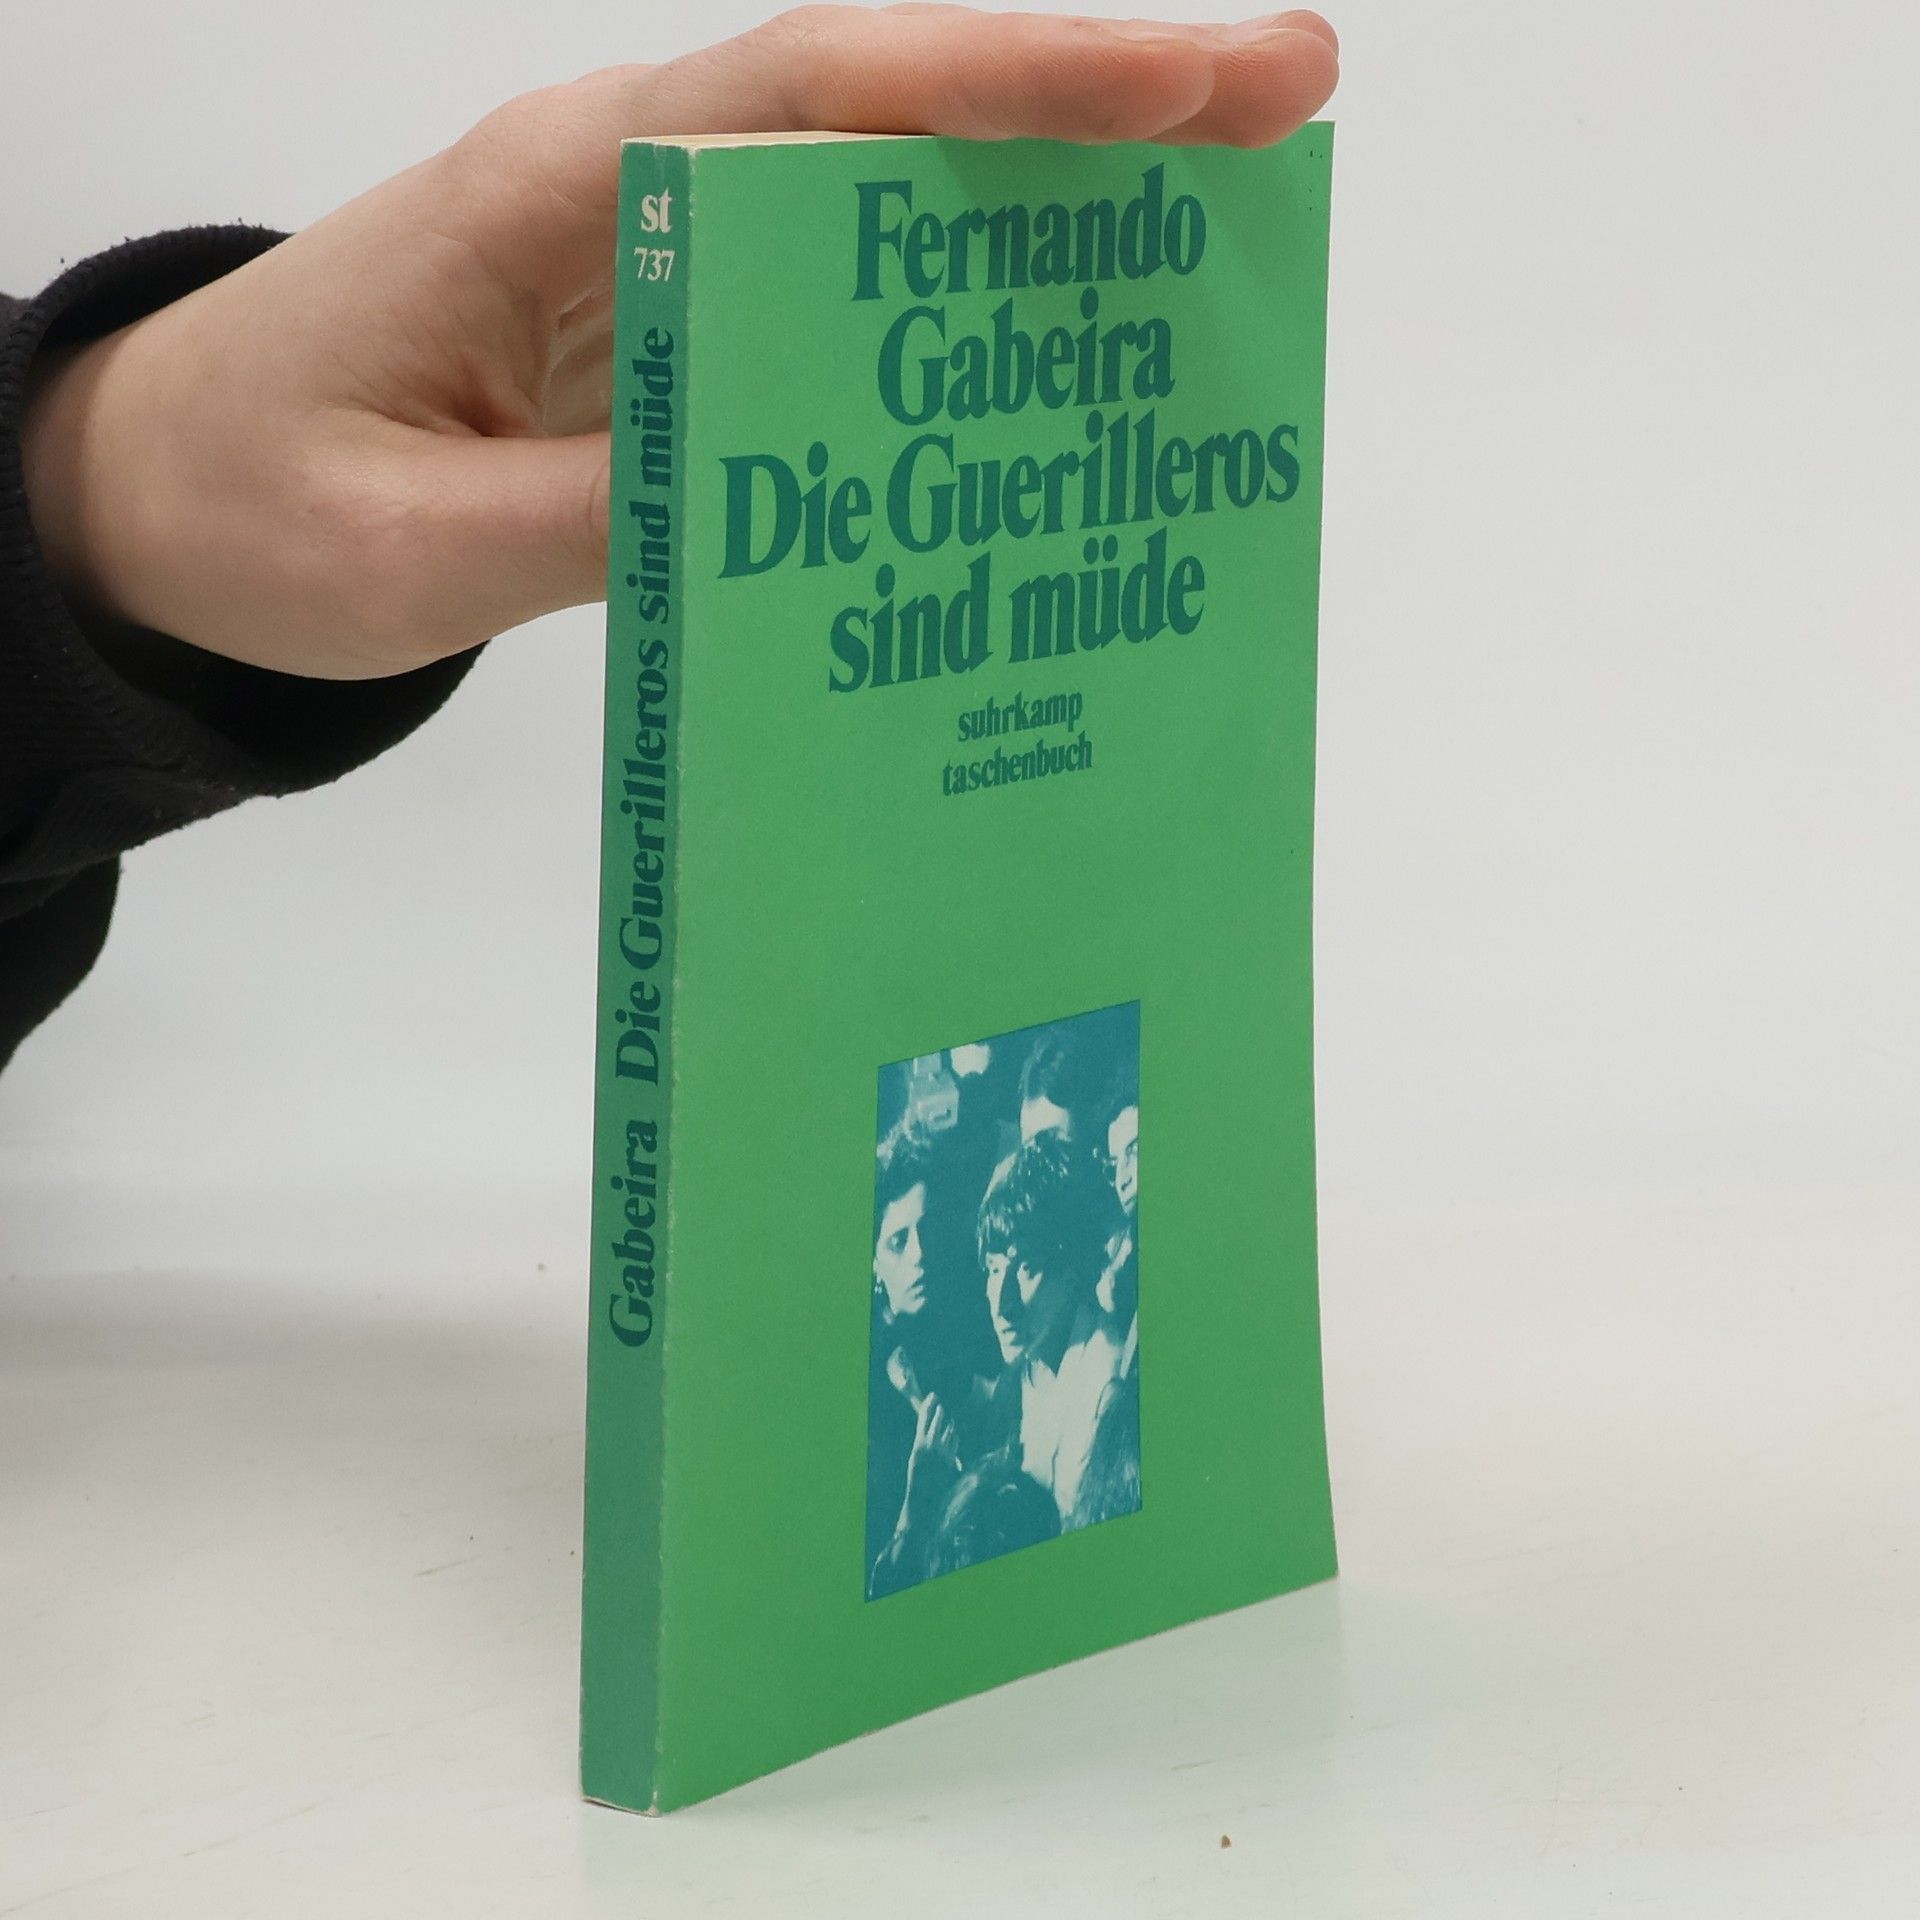 st
737
Gabeira Die Guerilleros sind müde
Fernando
Gabeira
Die Guerilleros
sind müde
suhrkamp
taschenbuch